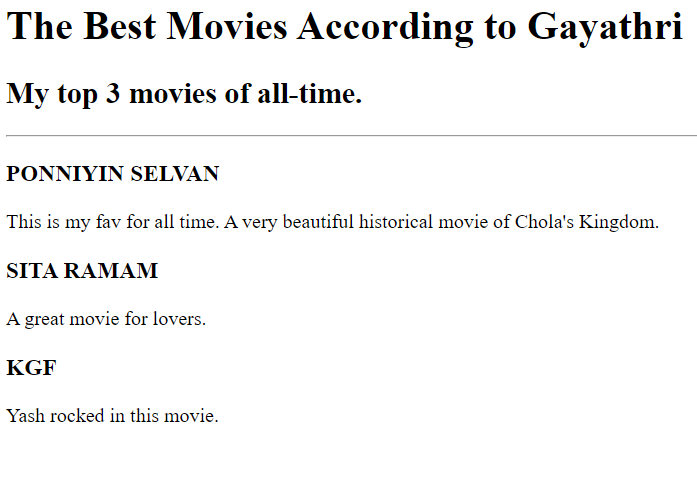 The Best Movies According to Gayathri
My top 3 movies of all-time.
PONNIYIN SELVAN
This is my fav for all time. A very beautiful historical movie of Chola's Kingdom.
SITA RAMAM
A great movie for lovers.
KGF
Yash rocked in this movie.